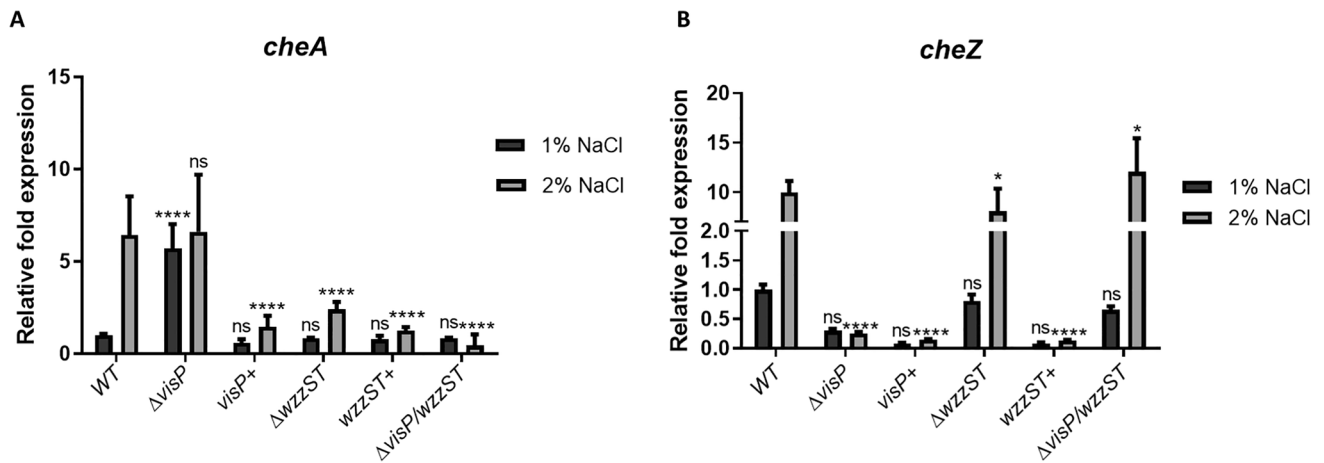 A
cheA
Relative fold expression
15
10
5
0
ns
****
ns
****
****
ns
****
ns
****
ns
****
WT
ΔvisP
visP+
ΔwzzST
wzzST+
ΔvisP/wzzST
1% NaCl
2% NaCl
B
cheZ
Relative fold expression
20
15
10
2.0
1.5
1.0
0.5
0.0
*
*
ns
ns
****
ns
****
ns
****
ns
WT
ΔvisP
visP+
ΔwzzST
wzzST+
ΔvisP/wzzST
1% NaCl
2% NaCl